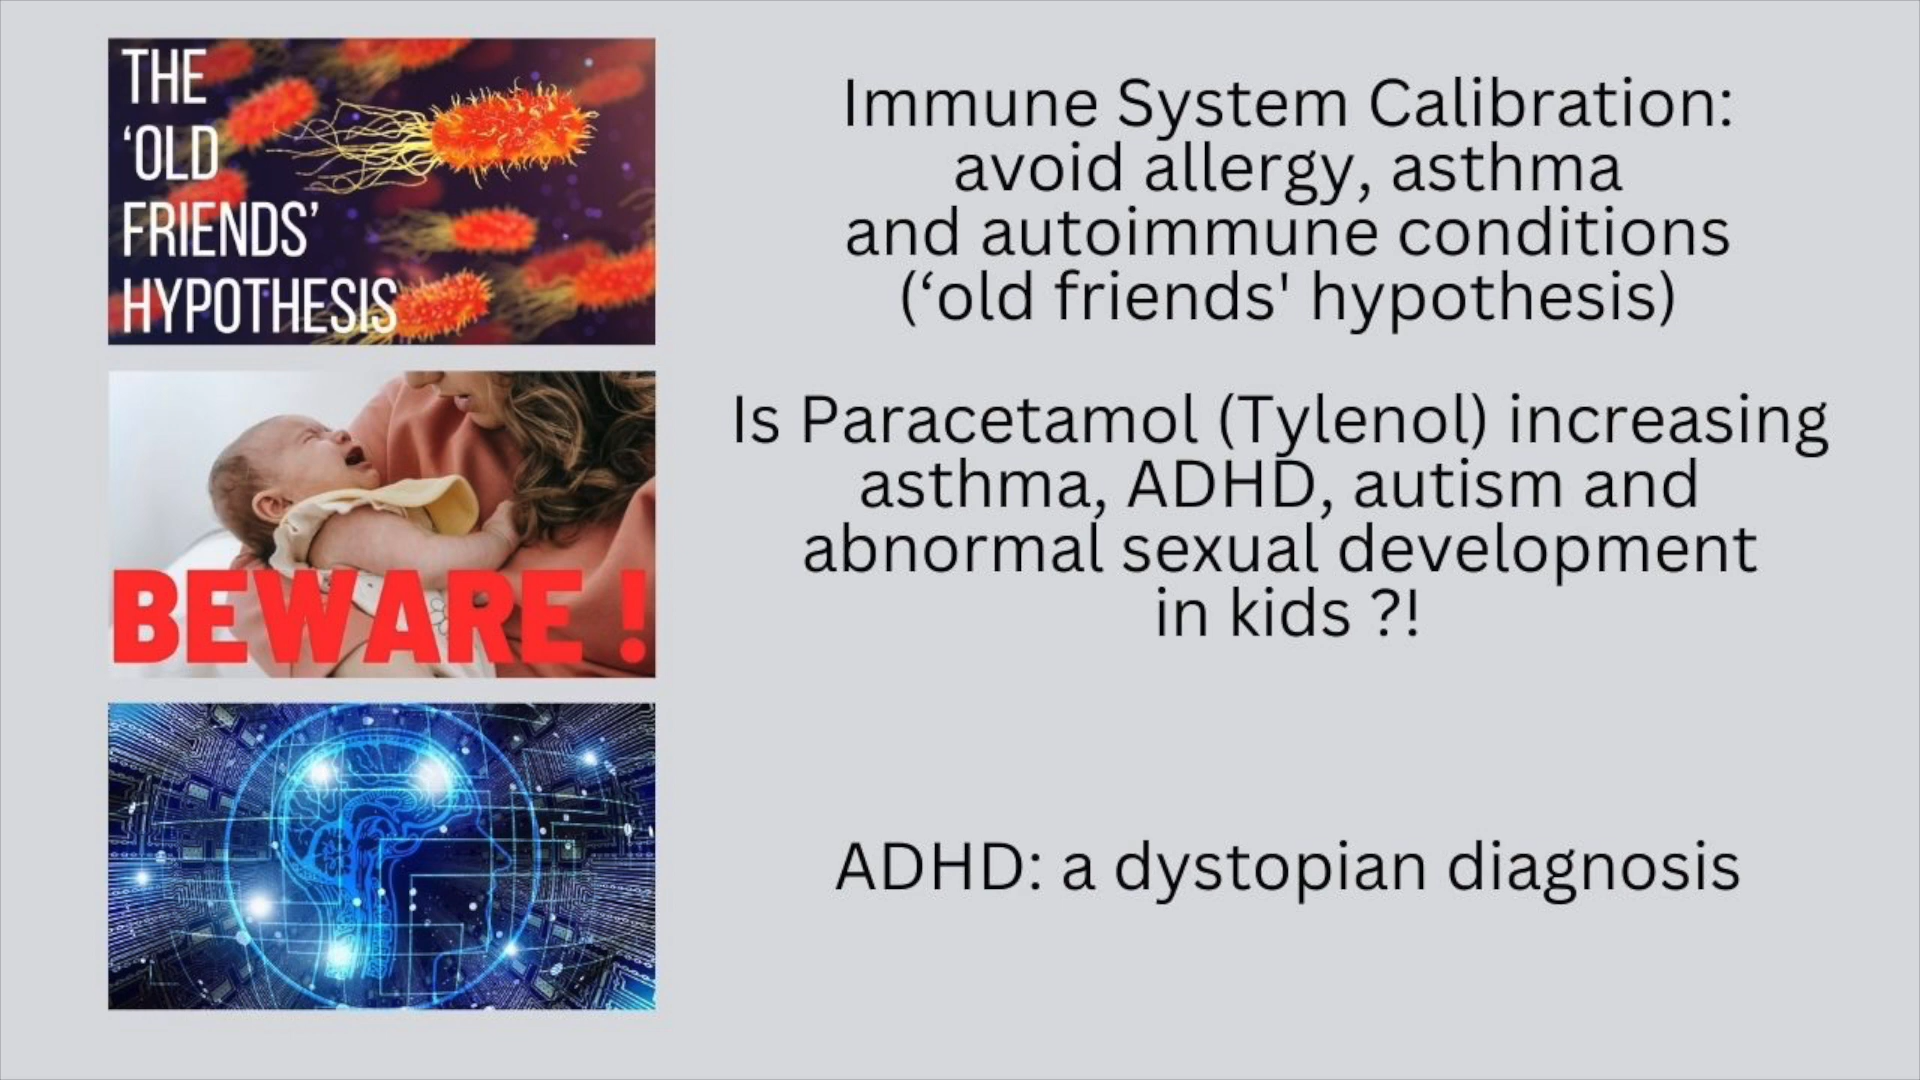 THE
‘OLD
FRIENDS’
HYPOTHESIS
Immune System Calibration:
avoid allergy, asthma
and autoimmune conditions
(‘old friends' hypothesis)
BEWARE !
Is Paracetamol (Tylenol) increasing
asthma, ADHD, autism and
abnormal sexual development
in kids ?!
ADHD: a dystopian diagnosis